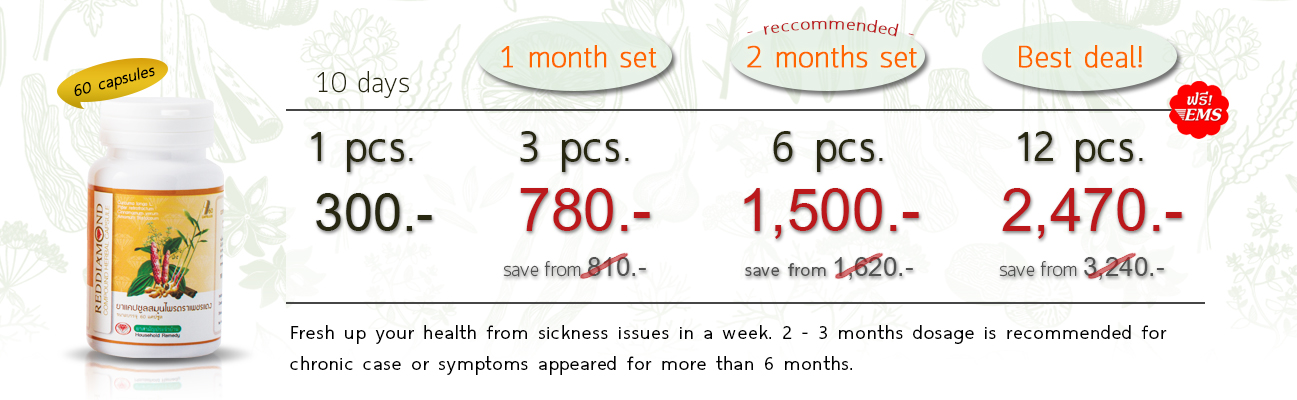 60 capsules
10 days
1 month set
- reccommended -
2 months set
Best deal!
ฟรี!
EMS
1 pcs.
3 pcs.
6 pcs.
12 pcs.
300.-
780.-
1,500.-
2,470.-
save from 810.-
save from 1,620.-
save from 3,240.-
REDDIAMOND
ยาแคปซูลสมุนไพรตราเพชรแดง
Household Remedy
Fresh up your health from sickness issues in a week. 2 - 3 months dosage is recommended for
chronic case or symptoms appeared for more than 6 months.